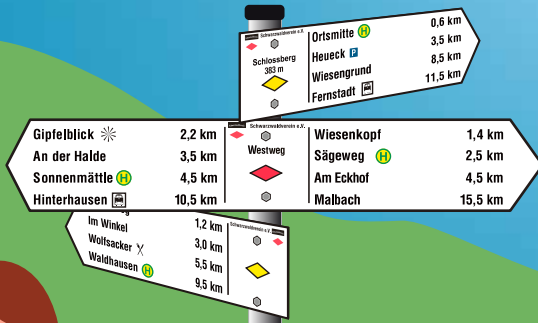 Schwarzwaldverein e.V.
Schlossberg
383 m
Ortsmitte H 0,6 km
Heueck P 3,5 km
Wiesengrund 8,5 km
Fernstadt 11,5 km
Schwarzwaldverein e.V.
Westweg
Gipfelblick 2,2 km
An der Halde 3,5 km
Sonnenmättle H 4,5 km
Hinterhausen 10,5 km
Wiesenkopf 1,4 km
Sägeweg H 2,5 km
Am Eckhof 4,5 km
Malbach 15,5 km
Im Winkel 1,2 km
Wolfsacker 3,0 km
Waldhausen H 5,5 km
9,5 km
Schwarzwaldverein e.V.